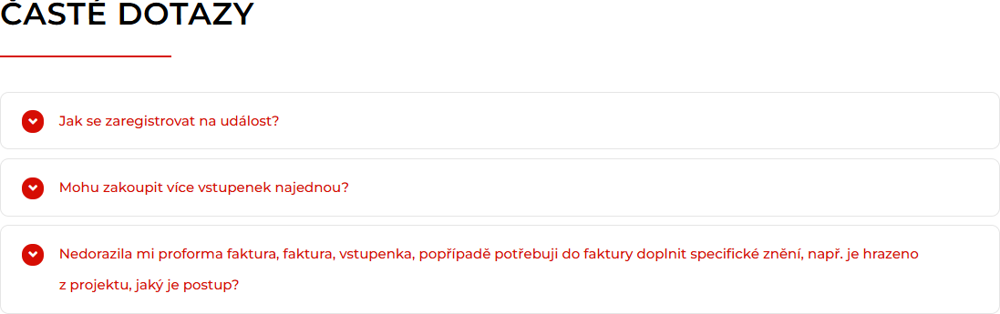 ČASTÉ DOTAZY
Jak se zaregistrovat na událost?
Mohu zakoupit více vstupenek najednou?
Nedorazila mi proforma faktura, faktura, vstupenka, popřípadě potřebuji do faktury doplnit specifické znění, např. je hrazeno
z projektu, jaký je postup?